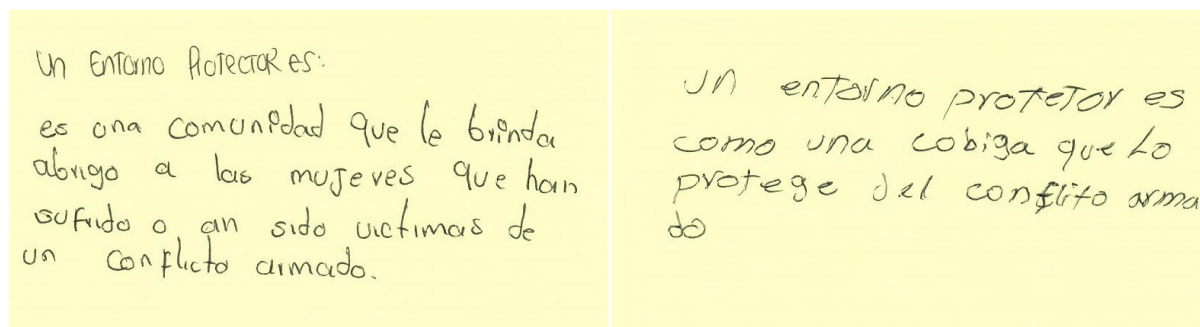 Un ENTorno PROTECTOR es:
es una comunidad que le brinda
abrigo a las mujeres que han
sufrido o an sido victimas de
un conflicto armado.
un entorno protetor es
como una cobiga que Lo
protege del conflito arma
do